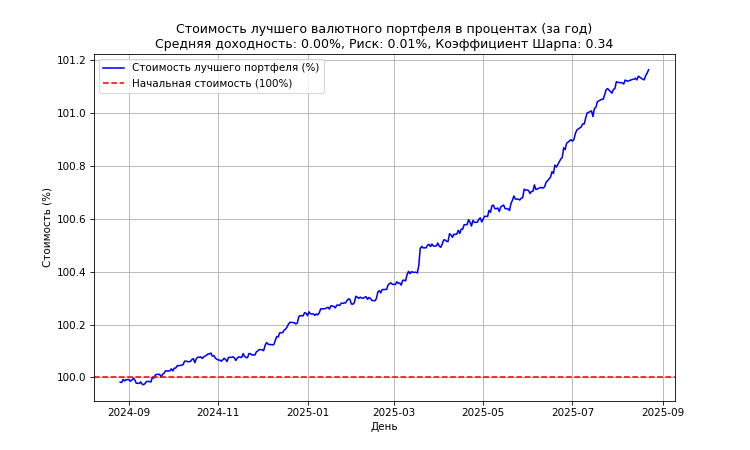 Стоимость лучшего валютного портфеля в процентах (за год)
Средняя доходность: 0.00%, Риск: 0.01%, Коэффициент Шарпа: 0.34
Стоимость лучшего портфеля (%)
Начальная стоимость (100%)
Стоимость (%)
101.2
101.0
100.8
100.6
100.4
100.2
100.0
2024-09
2024-11
2025-01
2025-03
2025-05
2025-07
2025-09
День